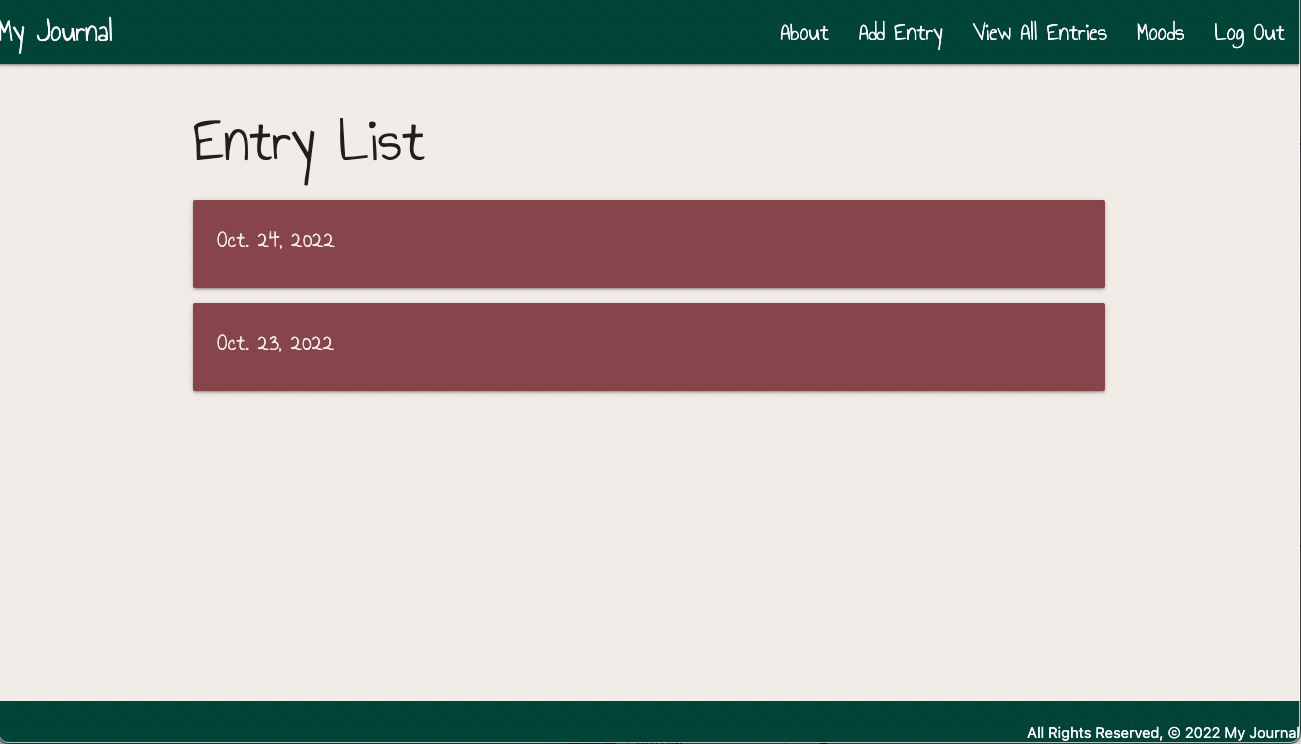 My Journal About Add Entry View All Entries Moods Log Out
Entry List
Oct. 24, 2022
Oct. 23, 2022
All Rights Reserved, © 2022 My Journal